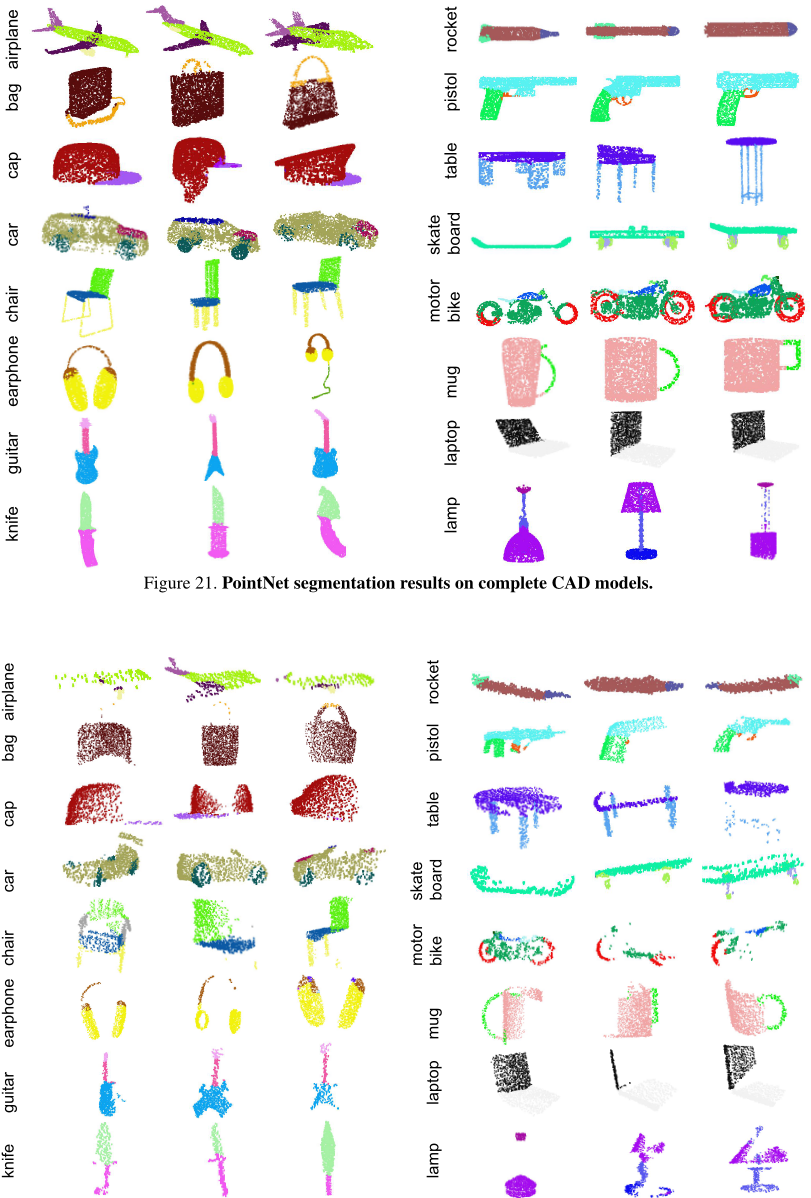 airplane
bag
cap
car
chair
earphone
guitar
knife
rocket
pistol
table
skate
board
motor
bike
mug
laptop
lamp
Figure 21. PointNet segmentation results on complete CAD models.
airplane
bag
cap
car
chair
earphone
guitar
knife
rocket
pistol
table
skate
board
motor
bike
mug
laptop
lamp